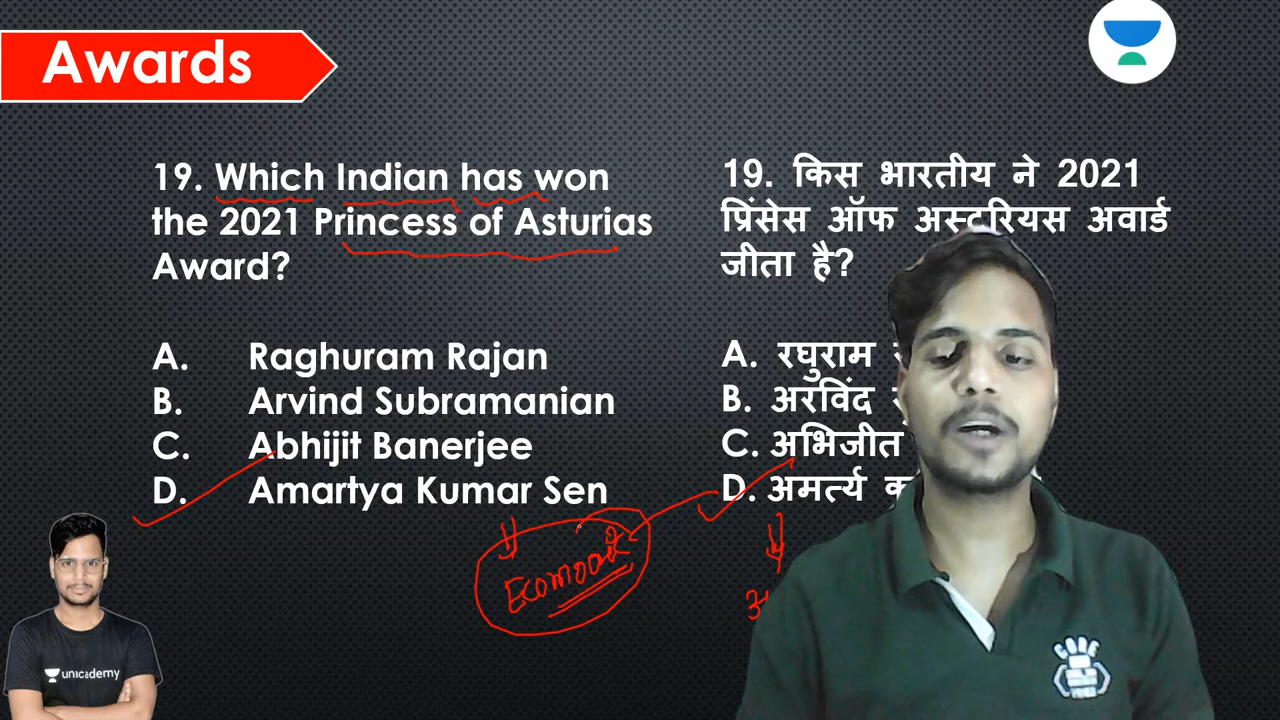 Awards
19. Which Indian has won
the 2021 Princess of Asturias
Award?
A. Raghuram Rajan
B. Arvind Subramanian
C. Abhijit Banerjee
D. Amartya Kumar Sen
19. किस भारतीय ने 2021
प्रिंसेस ऑफ अस्टरियस अवार्ड
जीता है?
A. रघुराम
B. अरविंद
C. अभिजीत
D. अमर्त्य
unacademy
CODE